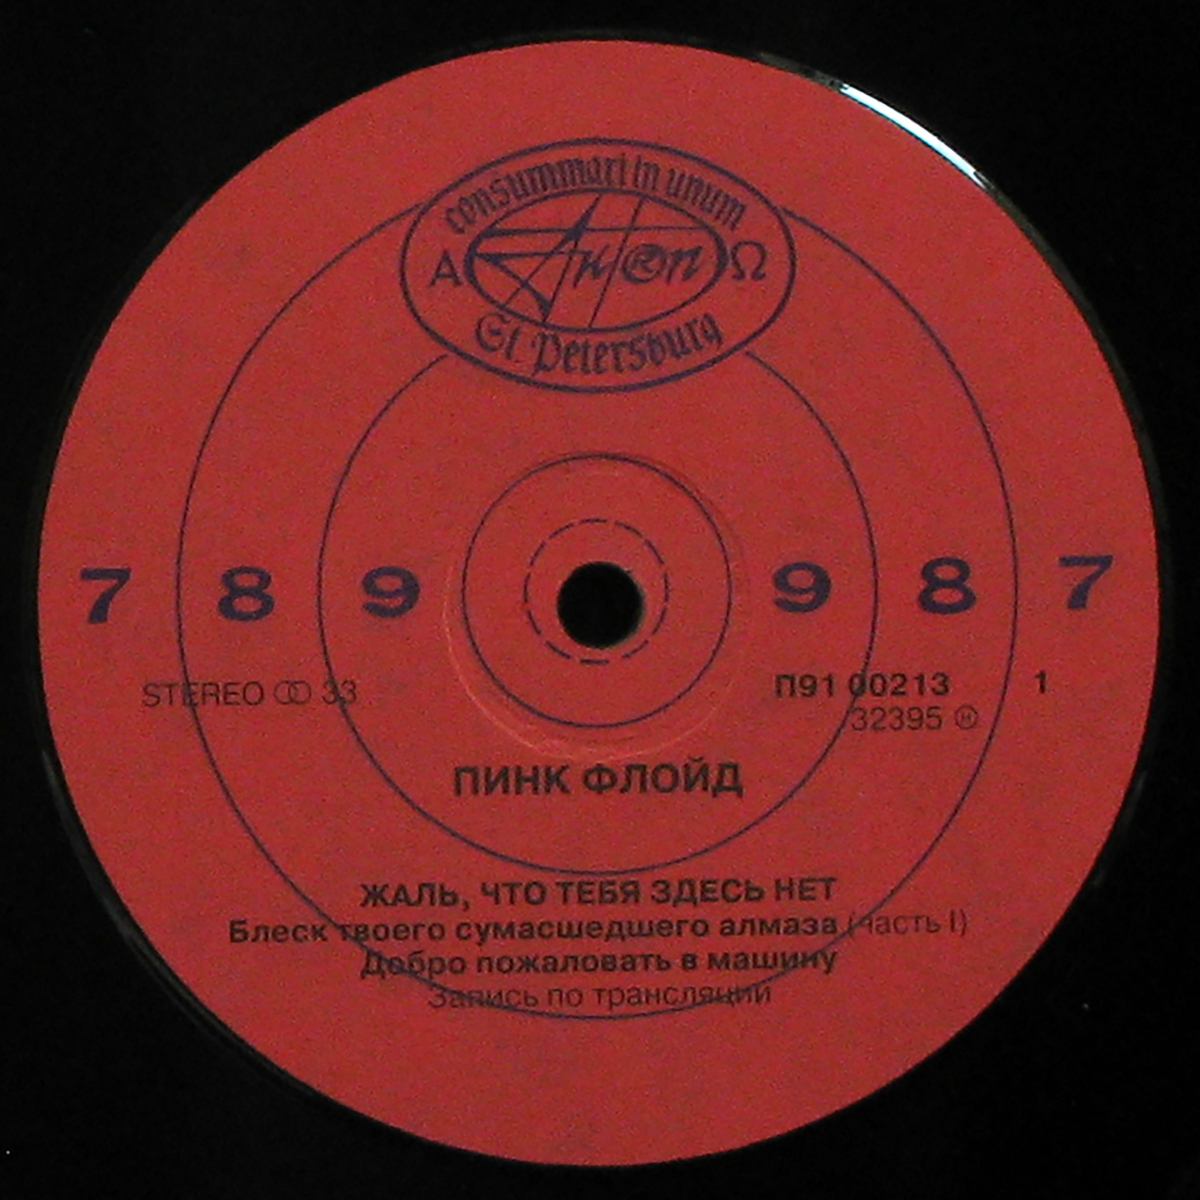 consummari in unum
А АнТроп Ω
St Petersburg
7 8 9 9 8 7
STEREO 33 П91 00213 1
32395 Ⓗ
ПИНК ФЛОЙД
ЖАЛЬ, ЧТО ТЕБЯ ЗДЕСЬ НЕТ
Блеск твоего сумасшедшего алмаза (часть I)
Добро пожаловать в машину
Запись по трансляции